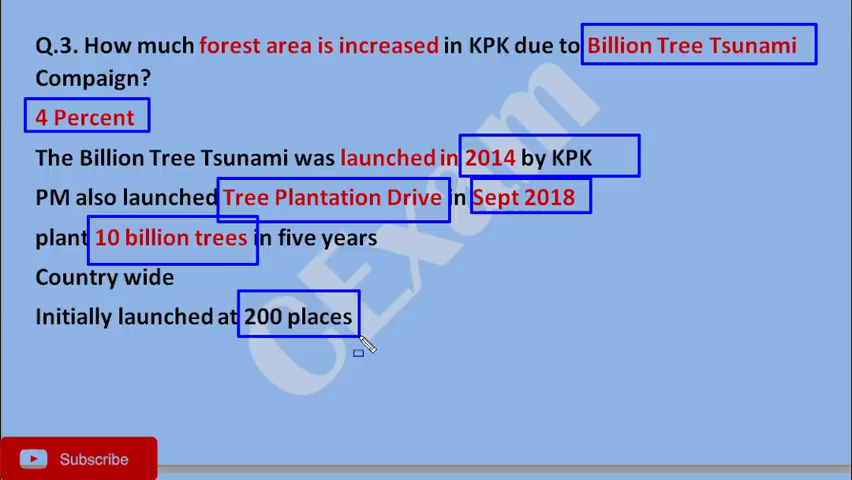 Q.3. How much forest area is increased in KPK due to Billion Tree Tsunami
Compaign?
4 Percent
The Billion Tree Tsunami was launched in 2014 by KPK
PM also launched Tree Plantation Drive in Sept 2018
plant 10 billion trees in five years
Country wide
Initially launched at 200 places
CExam
Subscribe